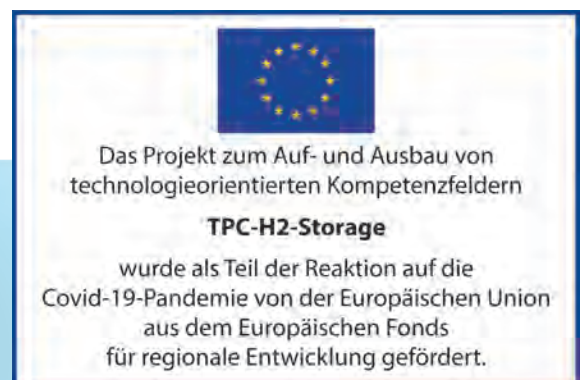 Das Projekt zum Auf- und Ausbau von
technologieorientierten Kompetenzfeldern
TPC-H2-Storage
wurde als Teil der Reaktion auf die
Covid-19-Pandemie von der Europäischen Union
aus dem Europäischen Fonds
für regionale Entwicklung gefördert.